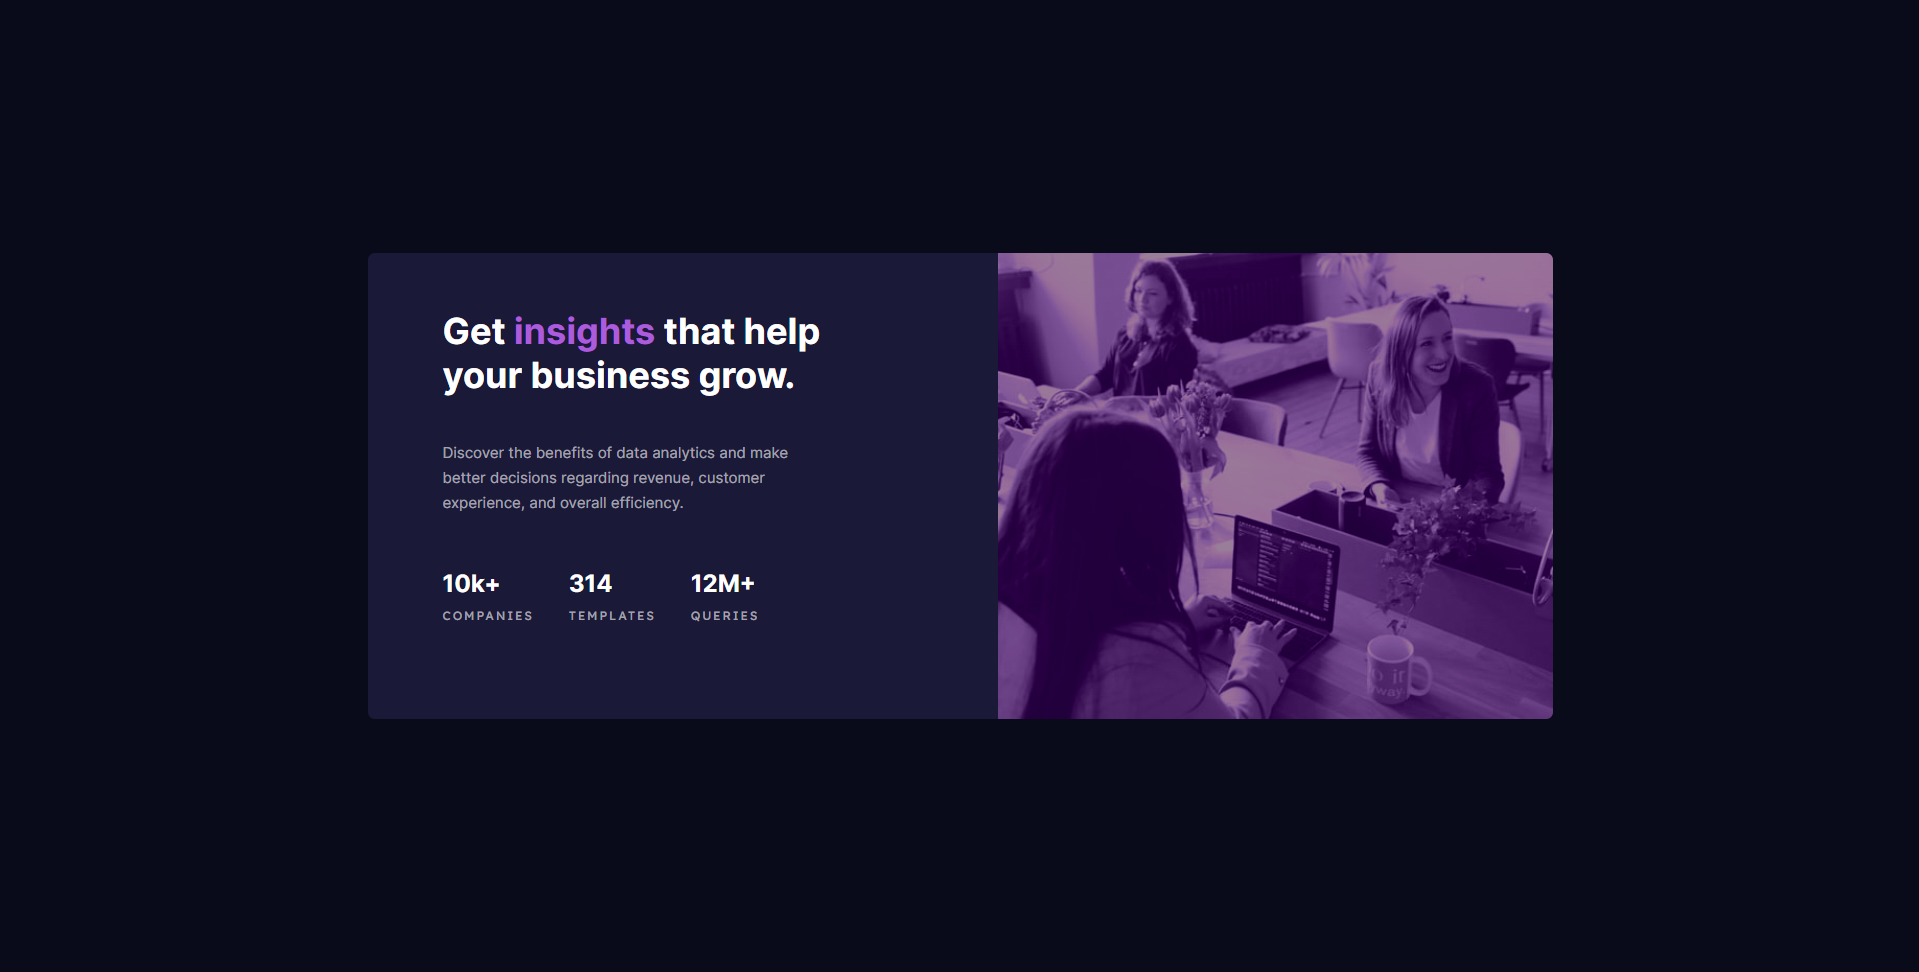 Get insights that help
your business grow.
Discover the benefits of data analytics and make
better decisions regarding revenue, customer
experience, and overall efficiency.
10k+ 314 12M+
COMPANIES TEMPLATES QUERIES